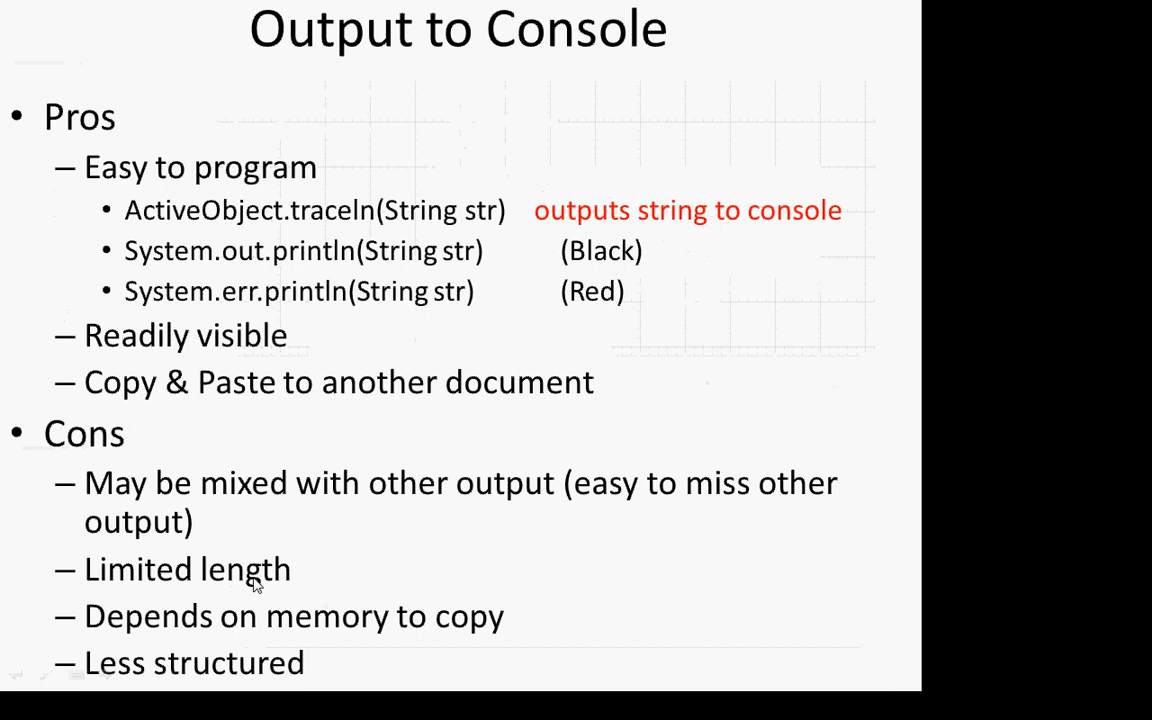 Output to Console
• Pros
– Easy to program
• ActiveObject.traceln(String str) outputs string to console
• System.out.println(String str) (Black)
• System.err.println(String str) (Red)
– Readily visible
– Copy & Paste to another document
• Cons
– May be mixed with other output (easy to miss other
output)
– Limited length
– Depends on memory to copy
– Less structured